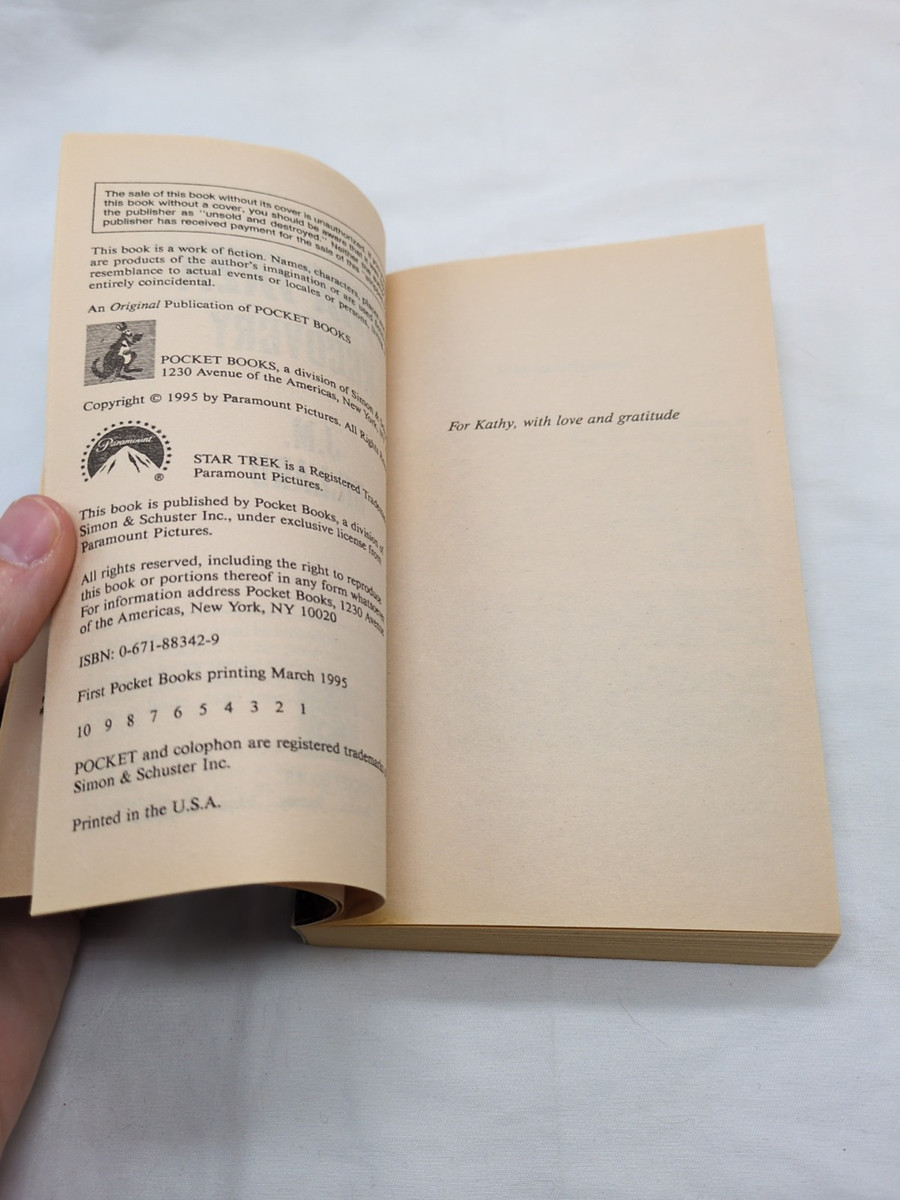 The sale of this book without its cover is unauthorized. If
this book without a cover, you should be aware that it
the publisher as "unsold and destroyed." Neither the
publisher has received payment for the sale of this
This book is a work of fiction. Names, characters, places
are products of the author's imagination or are used
resemblance to actual events or locales or persons,
entirely coincidental.
An Original Publication of POCKET BOOKS
POCKET BOOKS, a division of Simon &
1230 Avenue of the Americas, New York,
Copyright © 1995 by Paramount Pictures. All Rights
Paramount
®
STAR TREK is a Registered
Paramount Pictures.
This book is published by Pocket Books, a division of
Simon & Schuster Inc., under exclusive license from
Paramount Pictures.
All rights reserved, including the right to reproduce
this book or portions thereof in any form whatsoever
For information address Pocket Books, 1230 Avenue
of the Americas, New York, NY 10020
ISBN: 0-671-88342-9
First Pocket Books printing March 1995
10 9 8 7 6 5 4 3 2 1
POCKET and colophon are registered trademarks
Simon & Schuster Inc.
Printed in the U.S.A.
For Kathy, with love and gratitude